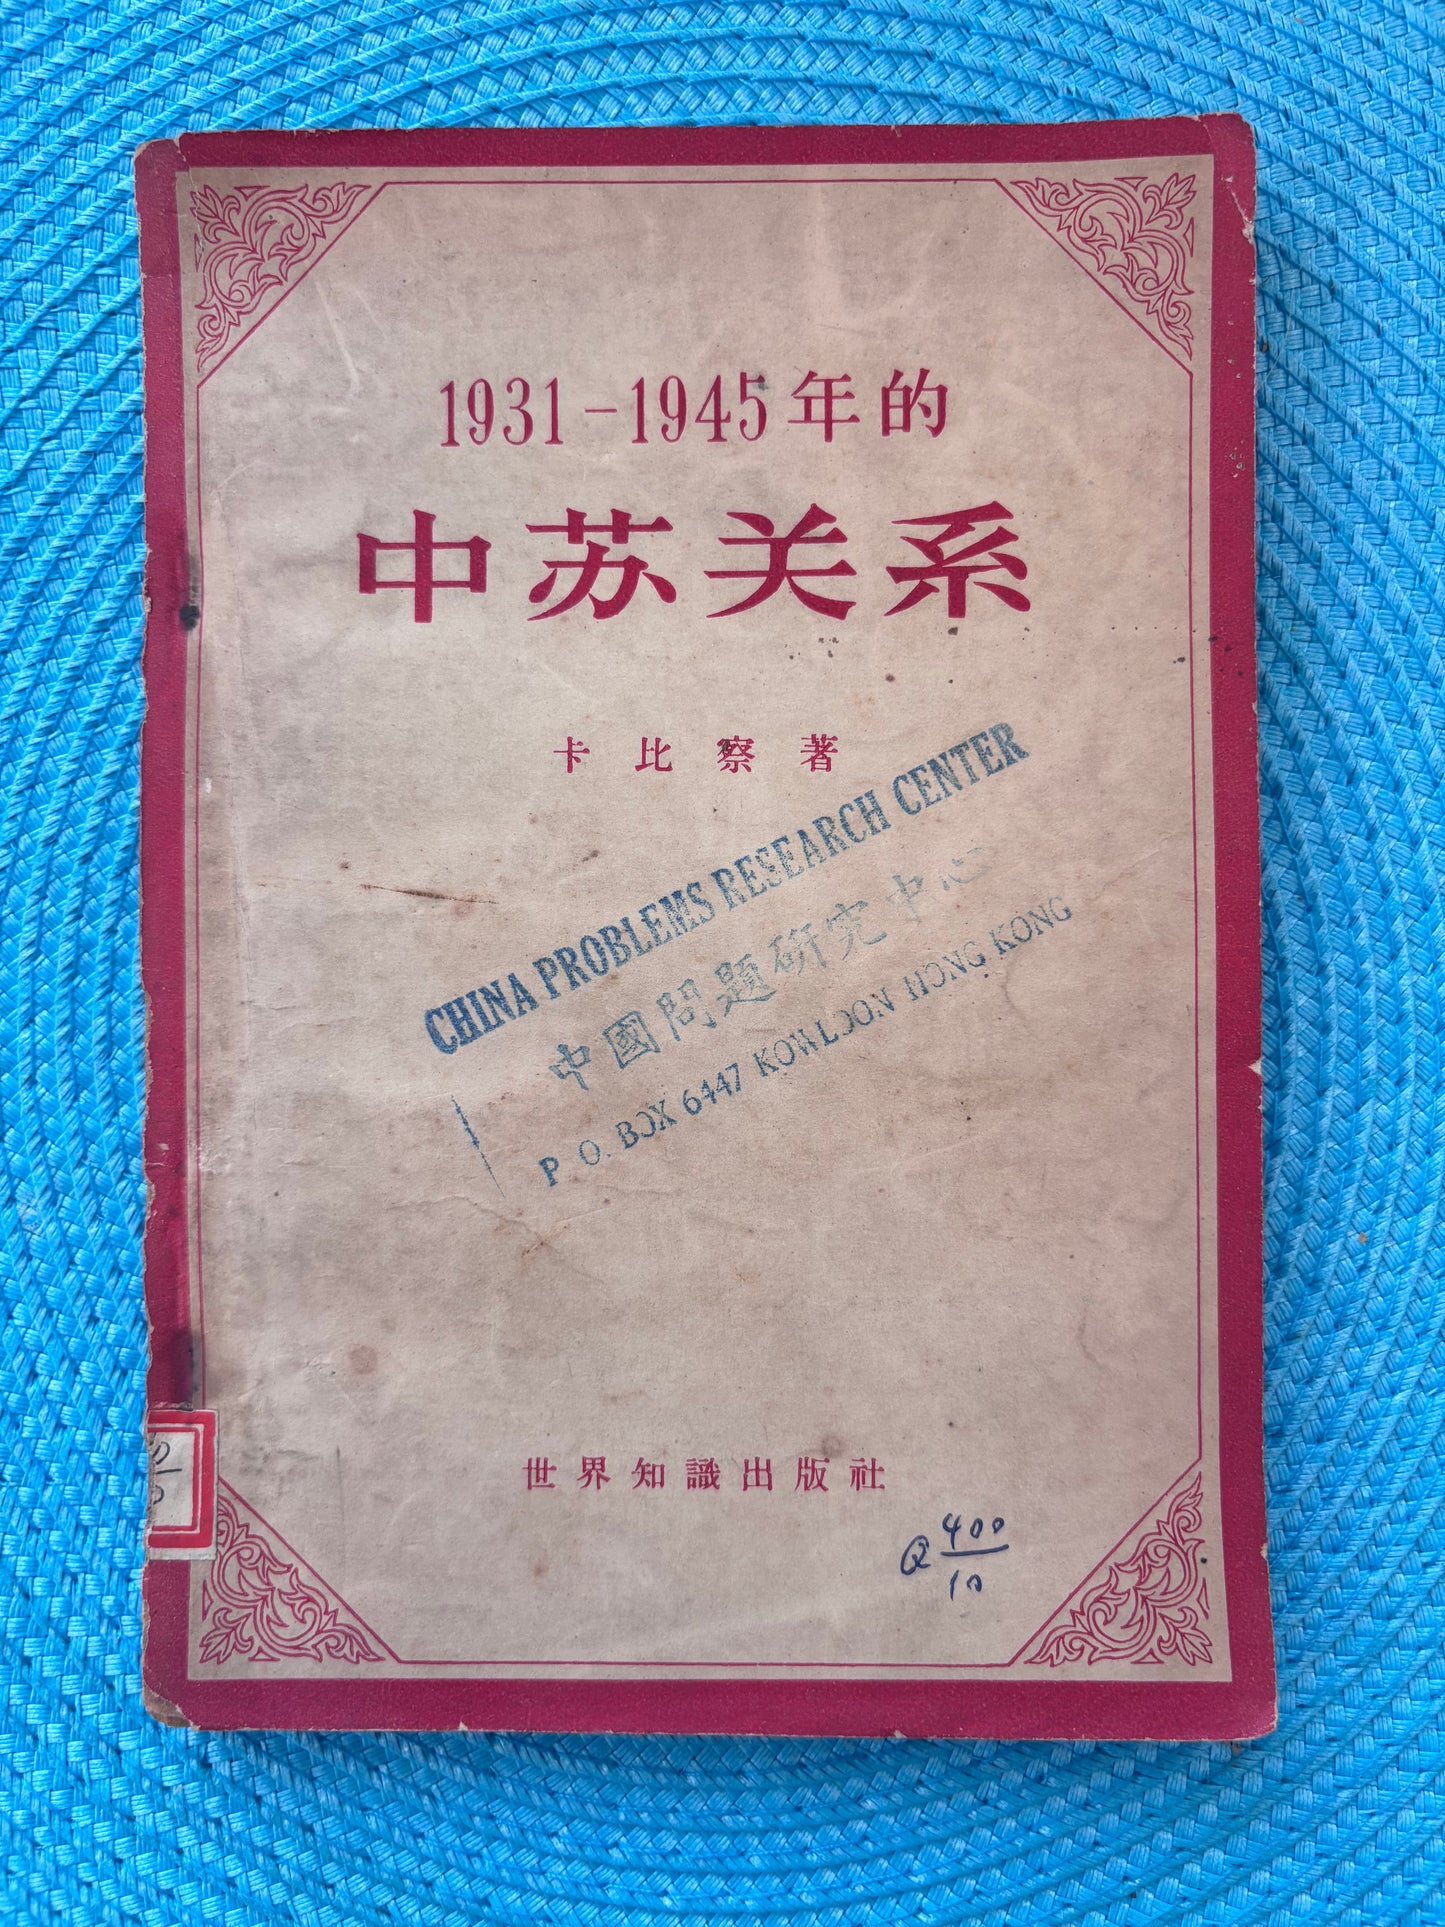 1931-1945年的
中苏关系
卡比察著
CHINA PROBLEMS RESEARCH CENTER
中國問題研究中心
P.O. BOX 6447 KOWLOON HONG KONG
世界知識出版社
Q 400
10